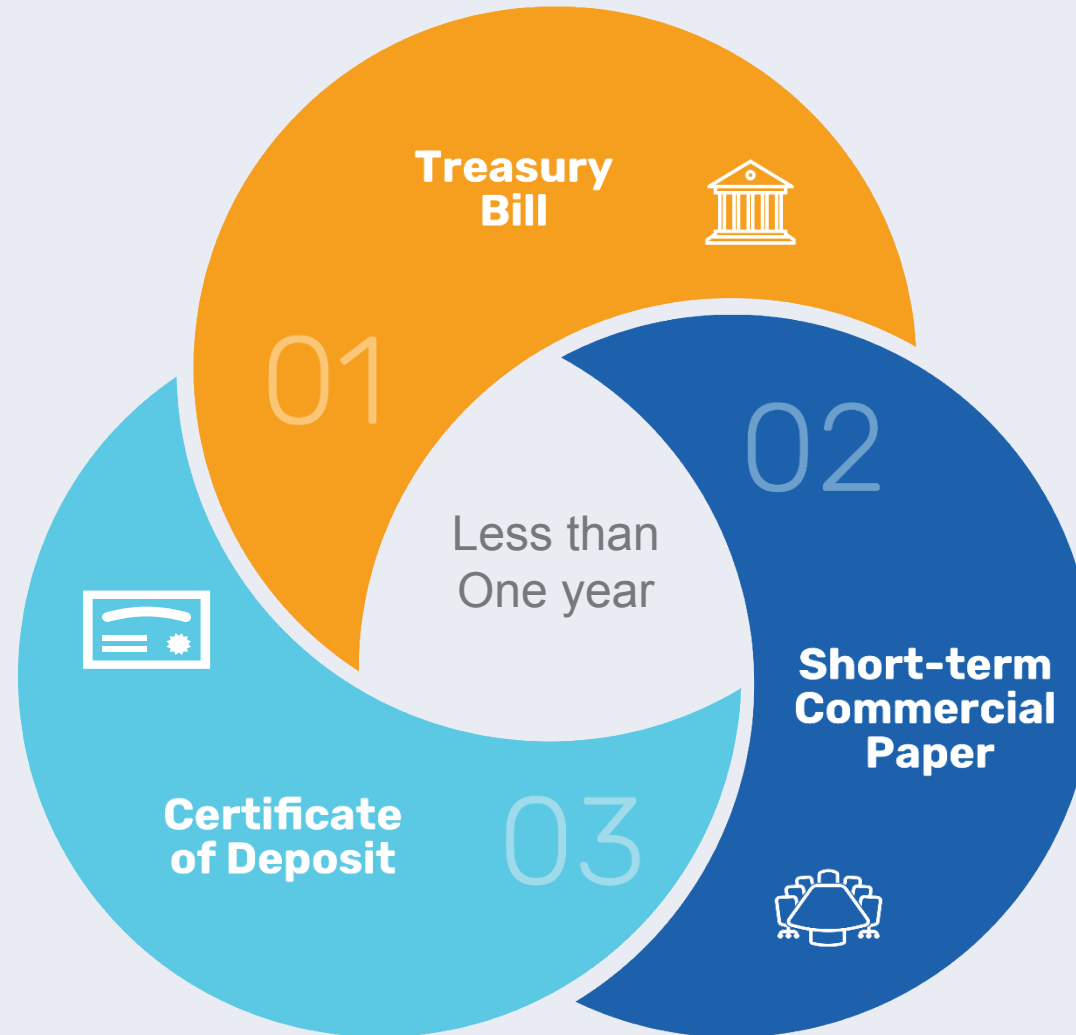 Treasury
Bill
01
02
Less than
One year
Short-term
Commercial
Paper
Certificate
of Deposit
03